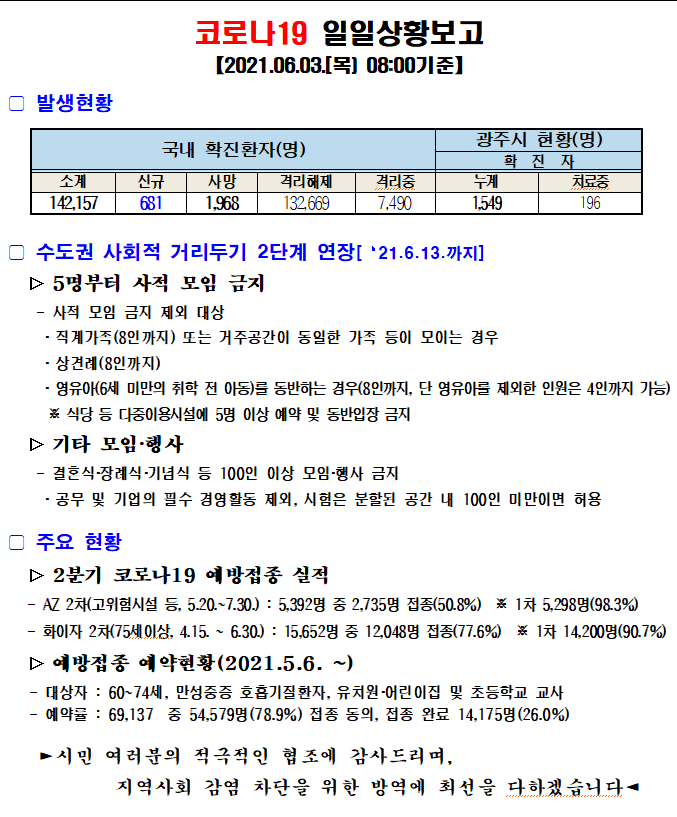 코로나19 일일상황보고
【2021.06.03.[목) 08:00기준】
□ 발생현황
국내 확진환자(명) 광주시 현황(명)
확 진 자
소계 신규 사망 격리해제 격리중 누계 치료중
142,157 681 1,968 132,669 7,490 1,549 196
□ 수도권 사회적 거리두기 2단계 연장[ ‘21.6.13.까지]
▷ 5명부터 사적 모임 금지
- 사적 모임 금지 제외 대상
· 직계가족(8인까지) 또는 거주공간이 동일한 가족 등이 모이는 경우
· 상견례(8인까지)
· 영유아(6세 미만의 취학 전 아동)를 동반하는 경우(8인까지, 단 영유아를 제외한 인원은 4인까지 가능)
※ 식당 등 다중이용시설에 5명 이상 예약 및 동반입장 금지
▷ 기타 모임·행사
- 결혼식·장례식·기념식 등 100인 이상 모임·행사 금지
· 공무 및 기업의 필수 경영활동 제외, 시험은 분할된 공간 내 100인 미만이면 허용
□ 주요 현황
▷ 2분기 코로나19 예방접종 실적
- AZ 2차(고위험시설 등, 5.20.~7.30.) : 5,392명 중 2,735명 접종(50.8%) ※ 1차 5,298명(98.3%)
- 화이자 2차(75세이상, 4.15. ~ 6.30.) : 15,652명 중 12,048명 접종(77.6%) ※ 1차 14,200명(90.7%)
▷ 예방접종 예약현황(2021.5.6. ~)
- 대상자 : 60~74세, 만성중증 호흡기질환자, 유치원·어린이집 및 초등학교 교사
- 예약률 : 69,137 중 54,579명(78.9%) 접종 동의, 접종 완료 14,175명(26.0%)
►시민 여러분의 적극적인 협조에 감사드리며,
지역사회 감염 차단을 위한 방역에 최선을 다하겠습니다◄